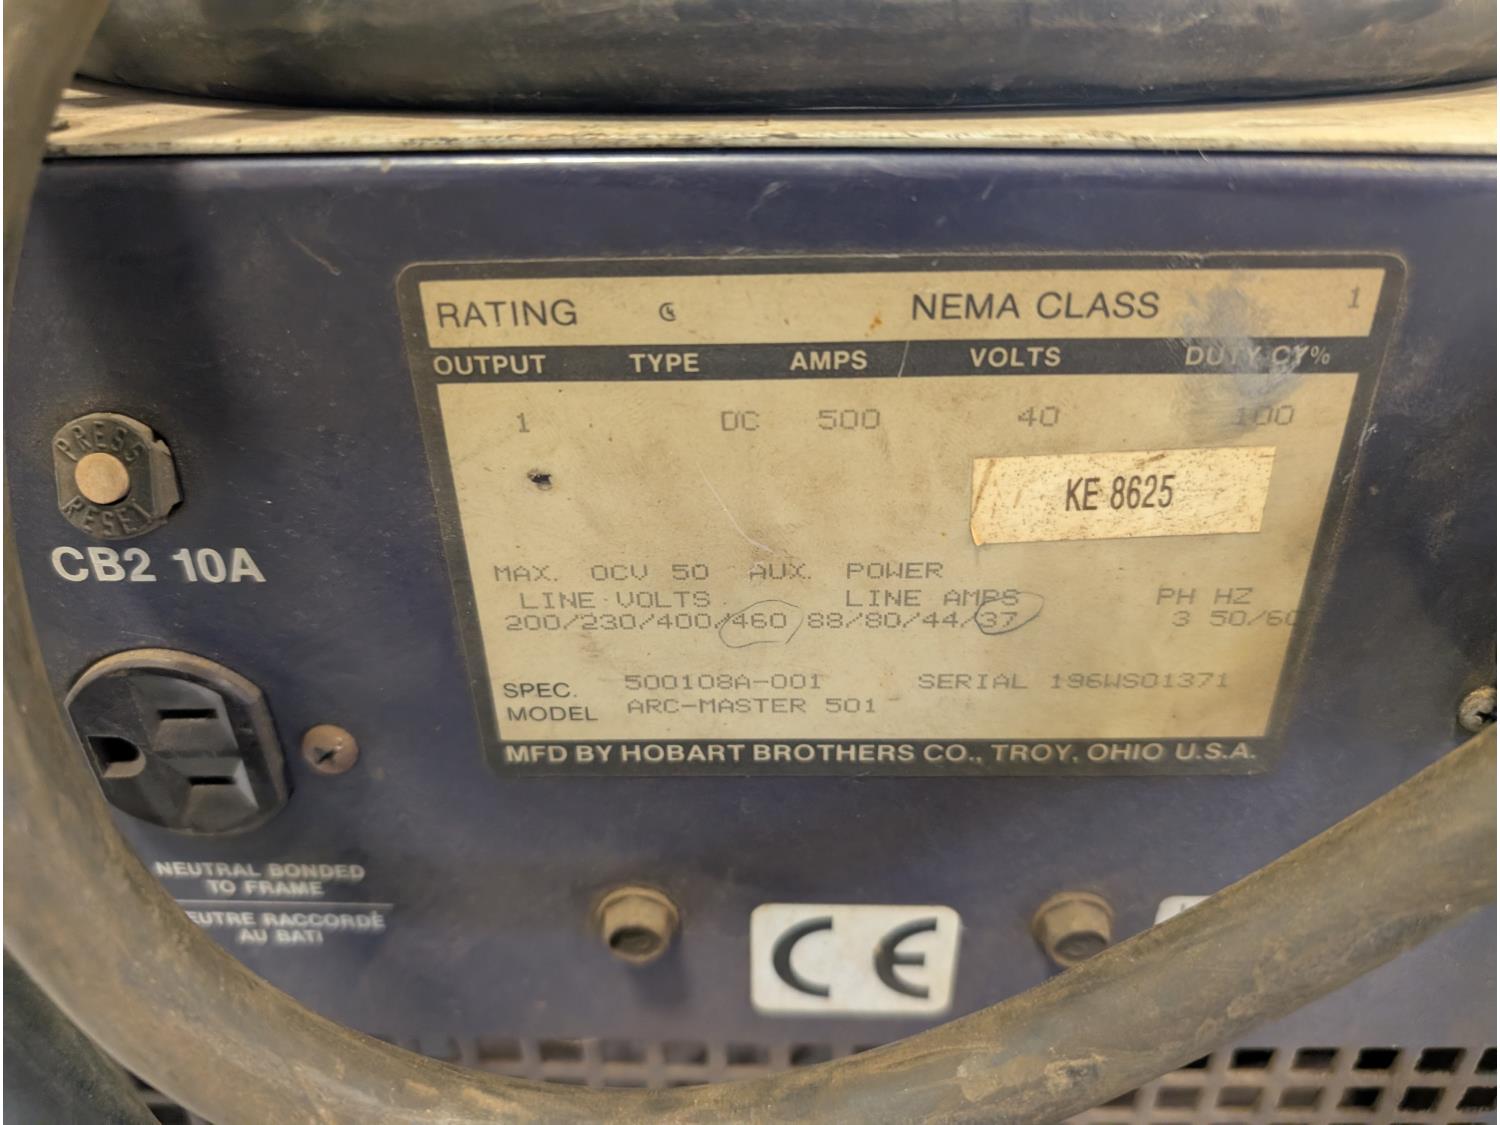 RATING NEMA CLASS 1
OUTPUT TYPE AMPS VOLTS DUTY CY%
1 DC 500 40 100
PRESS
RESET
CB2 10A
KE 8625
MAX. OCV 50 AUX. POWER
LINE VOLTS LINE AMPS PH HZ
200/230/400/460 88/80/44/37 3 50/60
SPEC. 500108A-001 SERIAL 196WS01371
MODEL ARC-MASTER 501
MFD BY HOBART BROTHERS CO., TROY, OHIO U.S.A.
NEUTRAL BONDED
TO FRAME
EUTRE RACCORDÉ
AU BATI
CE